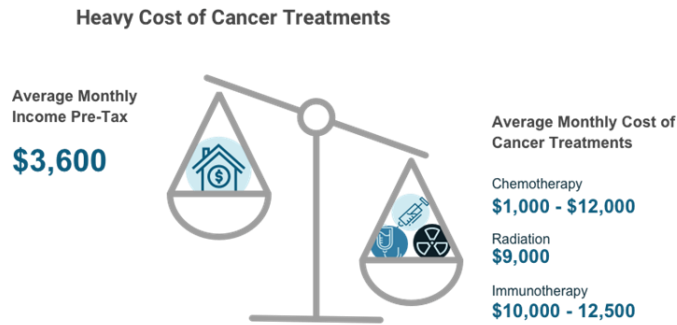 Heavy Cost of Cancer Treatments
Average Monthly
Income Pre-Tax
$3,600
$
Average Monthly Cost of
Cancer Treatments
Chemotherapy
$1,000 - $12,000
Radiation
$9,000
Immunotherapy
$10,000 - 12,500